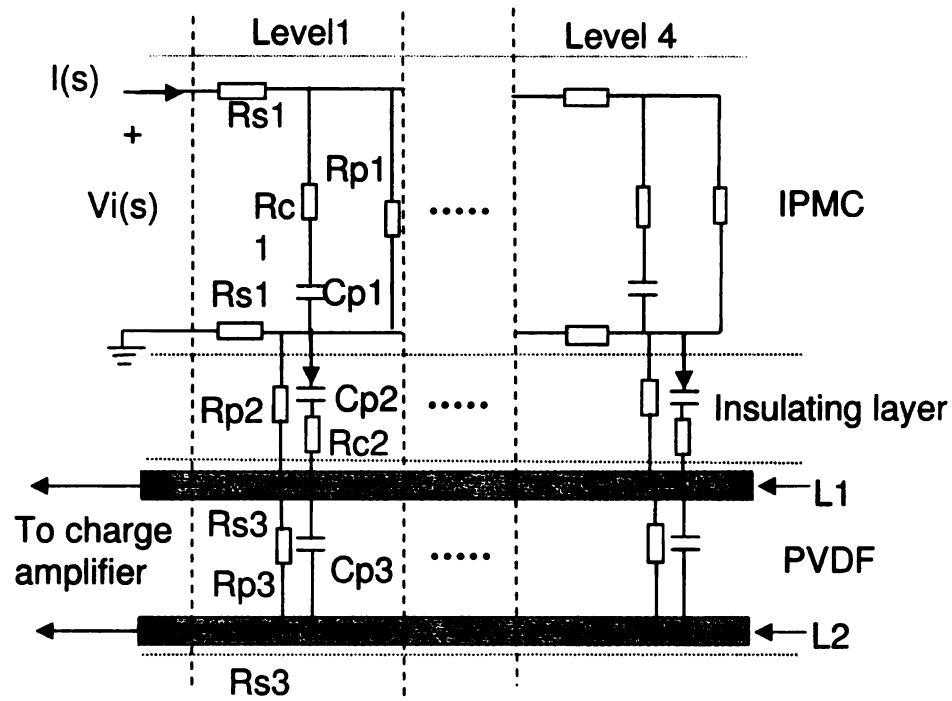 Level1
Level 4
I(s)
Rs1
+
Rp1
Vi(s)
Rc
1
.....
IPMC
Rs1
Cp1
Rp2
Cp2
.....
Insulating layer
Rc2
L1
To charge
amplifier
Rs3
Rp3
Cp3
.....
PVDF
L2
Rs3